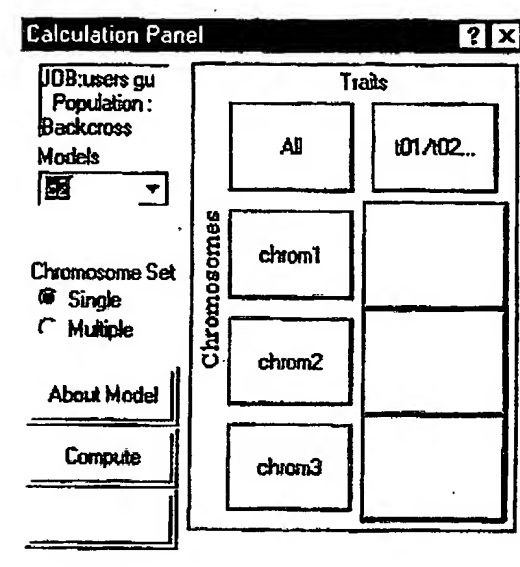 Calculation Panel
? X
JOB:users gu
Population :
Backcross
Models
Chromosome Set
Single
Multiple
About Model
Compute
Traits
All
t01/t02...
Chromosomes
chrom1
chrom2
chrom3